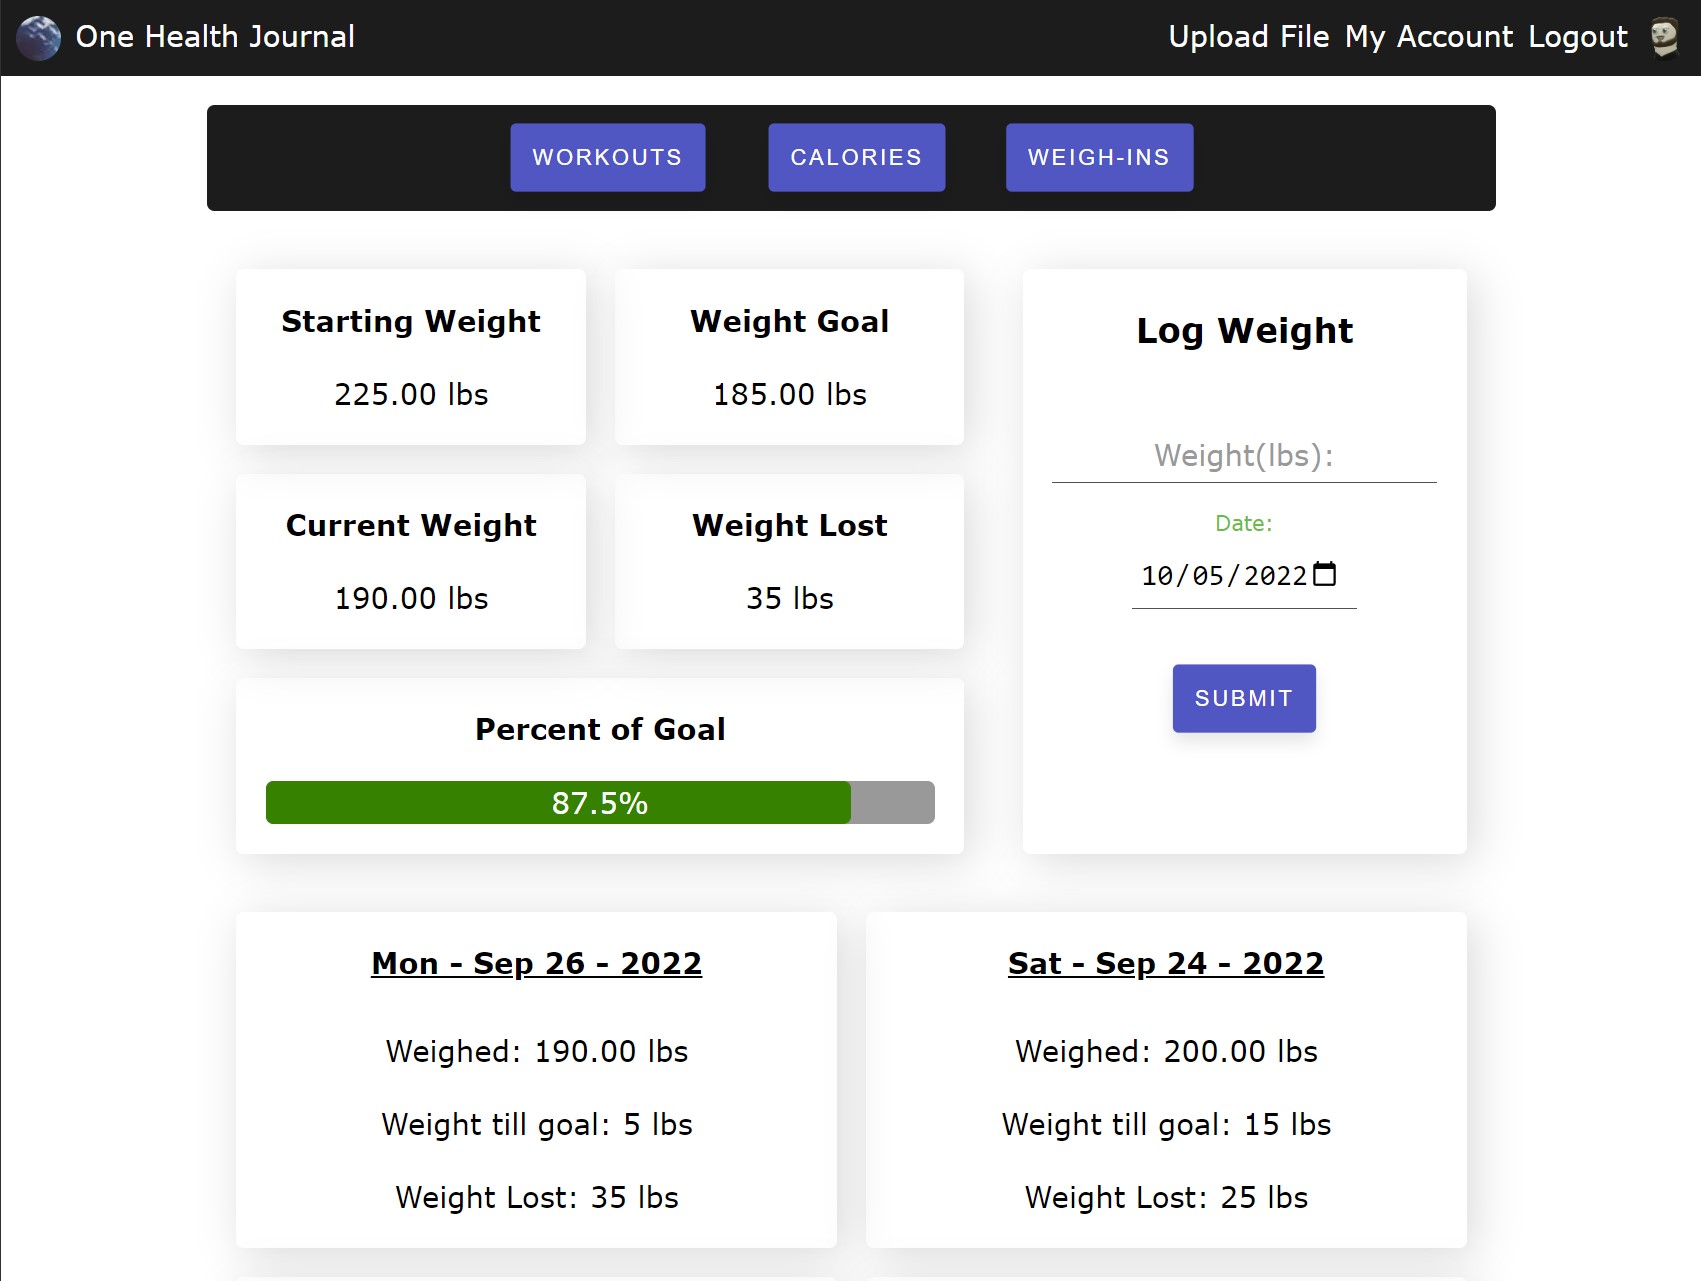 One Health Journal
Upload File My Account Logout
WORKOUTS
CALORIES
WEIGH-INS
Starting Weight
225.00 lbs
Weight Goal
185.00 lbs
Current Weight
190.00 lbs
Weight Lost
35 lbs
Percent of Goal
87.5%
Log Weight
Weight(lbs):
Date:
10/05/2022
SUBMIT
Mon - Sep 26 - 2022
Weighed: 190.00 lbs
Weight till goal: 5 lbs
Weight Lost: 35 lbs
Sat - Sep 24 - 2022
Weighed: 200.00 lbs
Weight till goal: 15 lbs
Weight Lost: 25 lbs